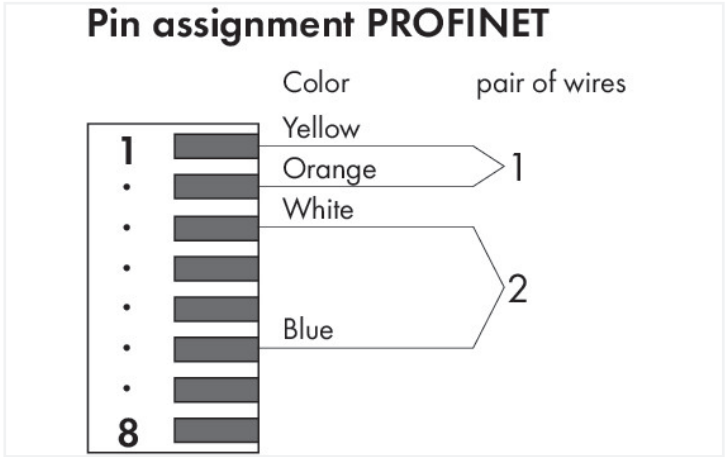 Pin assignment PROFINET
Color pair of wires
Yellow
1
Orange
1
White
2
Blue
8